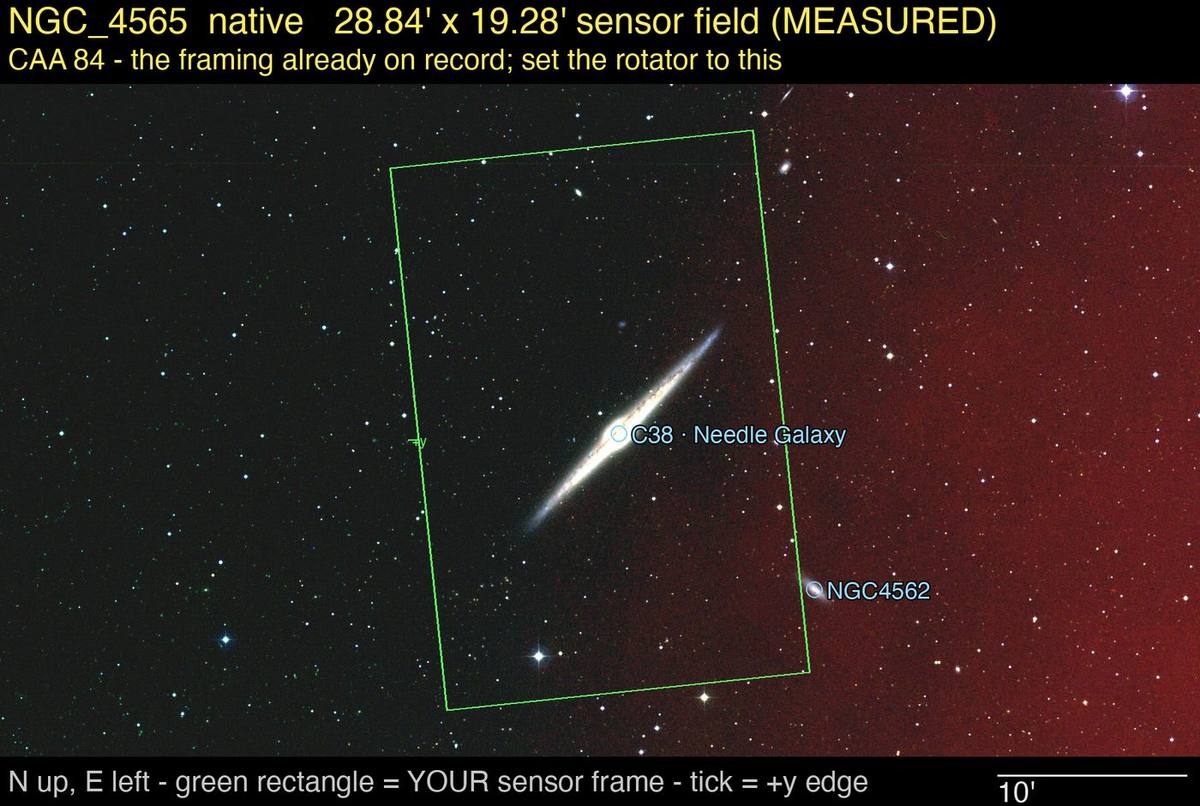 NGC_4565 native 28.84' x 19.28' sensor field (MEASURED)
CAA 84 - the framing already on record; set the rotator to this
+y
C38 · Needle Galaxy
NGC4562
N up, E left - green rectangle = YOUR sensor frame - tick = +y edge
10'